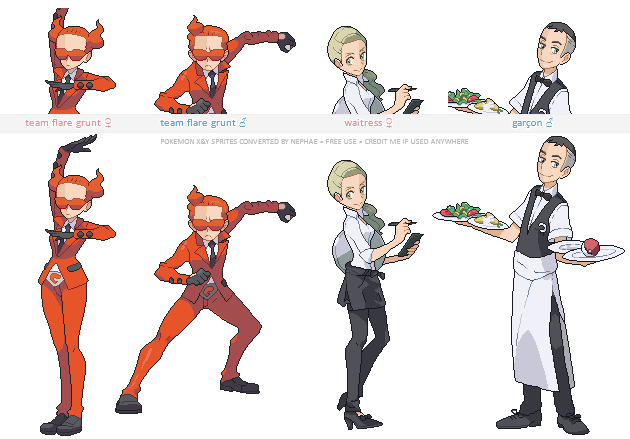 team flare grunt ♀
team flare grunt ♂
waitress ♀
garçon ♂
POKEMON X&Y SPRITES CONVERTED BY NEPHAE • FREE USE • CREDIT ME IF USED ANYWHERE